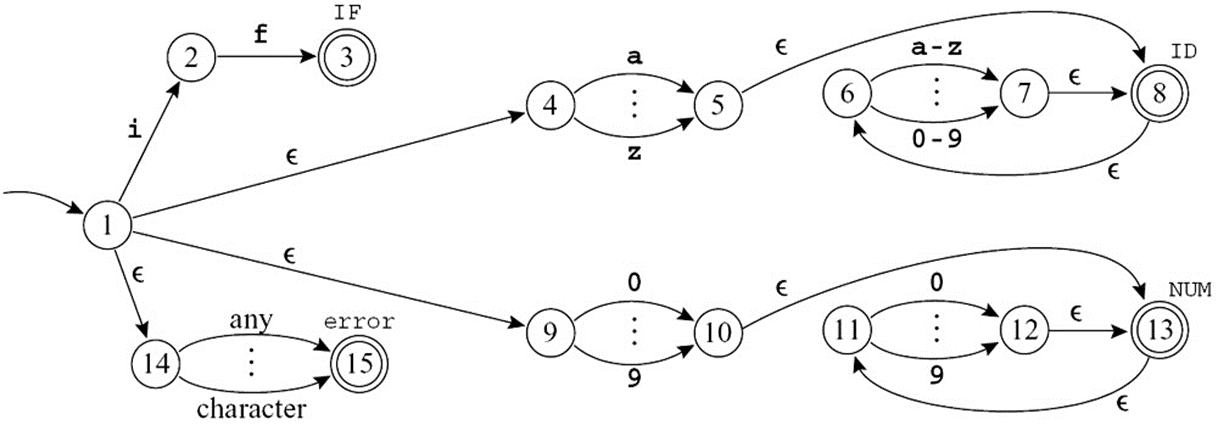 IF
2 f 3
i
1
ϵ
4 a ⋮ z 5
ϵ
6 a-z ⋮ 0-9 7
ϵ
ID
8
ϵ
ϵ
9 0 ⋮ 9 10
ϵ
11 0 ⋮ 9 12
ϵ
NUM
13
ϵ
ϵ
14
any
⋮
character
error
15